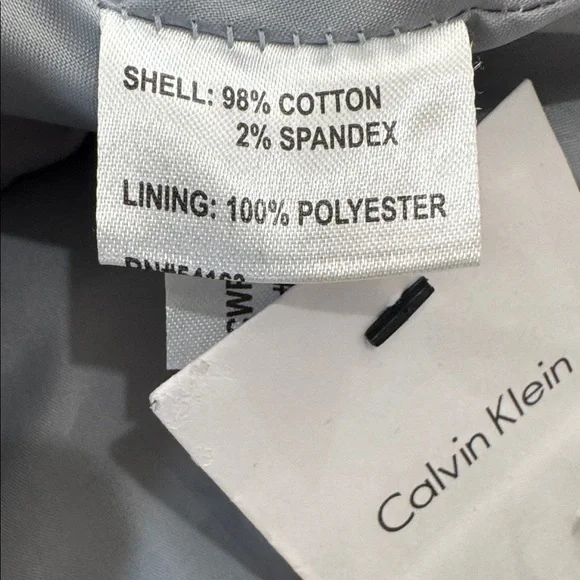 SHELL: 98% COTTON
2% SPANDEX
LINING: 100% POLYESTER
Calvin Klein